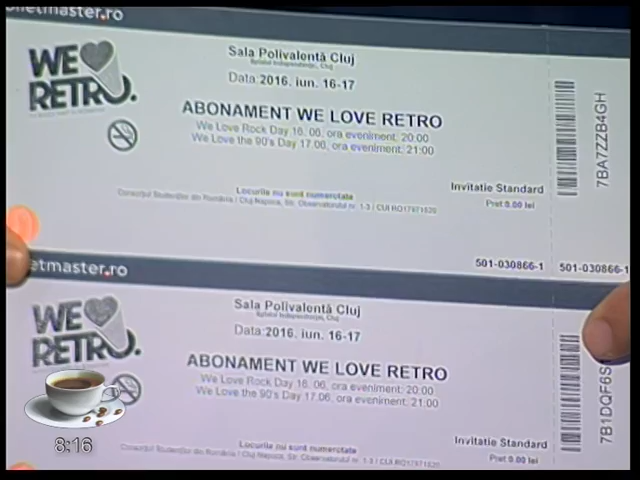 biletmaster.ro
WE
RETRO.
Sala Polivalentă Cluj
Data:2016. iun. 16-17
ABONAMENT WE LOVE RETRO
We Love Rock Day 16. 06, ora eveniment: 20:00
We Love the 90's Day 17.06, ora eveniment: 21:00
Locurile nu sunt numerotate
Invitatie Standard
Pret 0.00 lei
501-030866-1
501-030866-1
7BA7ZZB4GH
etmaster.ro
WE
RETRO.
Sala Polivalentă Cluj
Data:2016. iun. 16-17
ABONAMENT WE LOVE RETRO
We Love Rock Day 16. 06, ora eveniment: 20:00
We Love the 90's Day 17.06, ora eveniment: 21:00
Locurile nu sunt numerotate
Invitatie Standard
Pret 0.00 lei
7B1DQF6S
8:16